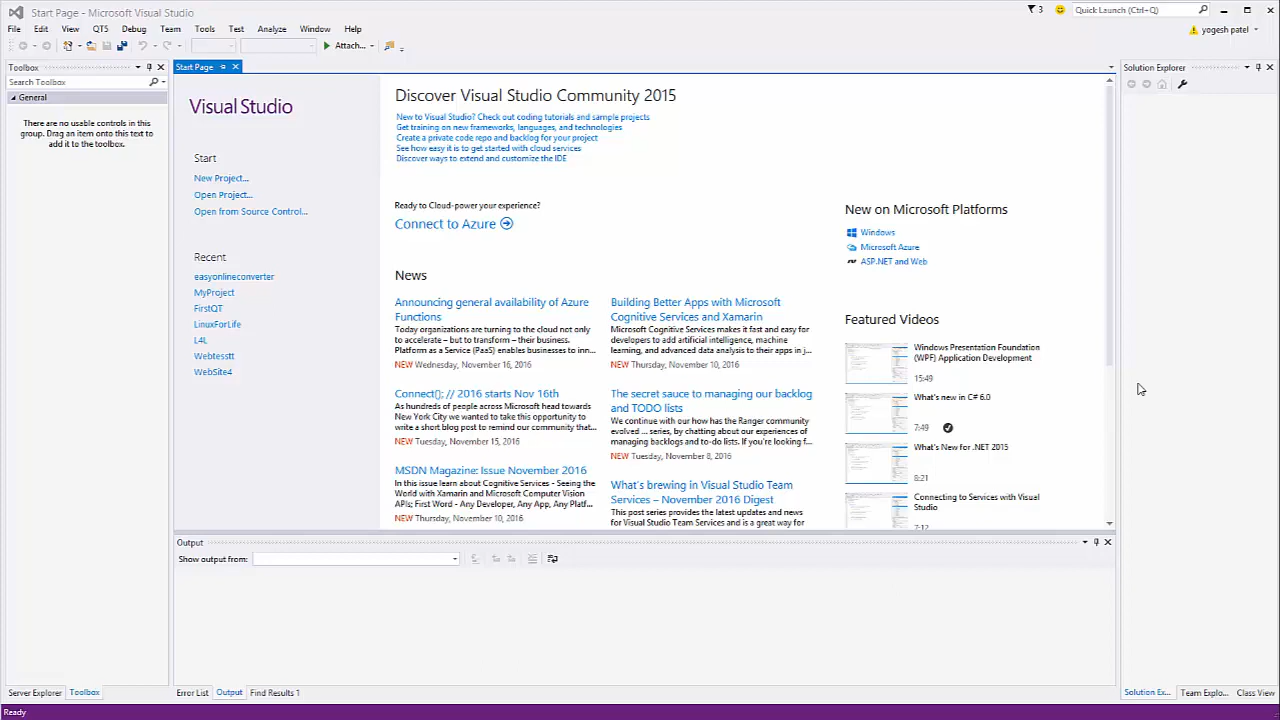 Start Page - Microsoft Visual Studio
3
Quick Launch (Ctrl+Q)
File Edit View QT5 Debug Team Tools Test Analyze Window Help
yogesh patel
Attach...
Toolbox
Start Page
Solution Explorer
Search Toolbox
General
There are no usable controls in this
group. Drag an item onto this text to
add it to the toolbox.
Visual Studio
Start
New Project...
Open Project...
Open from Source Control...
Recent
easyonlineconverter
MyProject
FirstQT
LinuxForLife
L4L
Webtesstt
WebSite4
Discover Visual Studio Community 2015
New to Visual Studio? Check out coding tutorials and sample projects
Get training on new frameworks, languages, and technologies
Create a private code repo and backlog for your project
See how easy it is to get started with cloud services
Discover ways to extend and customize the IDE
Ready to Cloud-power your experience?
Connect to Azure
News
Announcing general availability of Azure
Functions
Today organizations are turning to the cloud not only
to accelerate – but to transform – their business.
Platform as a Service (PaaS) enables businesses to inn...
NEW Wednesday, November 16, 2016
Connect(); // 2016 starts Nov 16th
As hundreds of people across Microsoft head towards
New York City we wanted to take this opportunity to
write a short blog post to remind our community that...
NEW Tuesday, November 15, 2016
MSDN Magazine: Issue November 2016
In this issue learn about Cognitive Services - Seeing the
World with Xamarin and Microsoft Computer Vision
APIs; First Word - Any Developer, Any App, Any Platf...
NEW Thursday, November 10, 2016
Building Better Apps with Microsoft
Cognitive Services and Xamarin
Microsoft Cognitive Services makes it fast and easy for
developers to add artificial intelligence, machine
learning, and advanced data analysis to their apps in j...
NEW Thursday, November 10, 2016
The secret sauce to managing our backlog
and TODO lists
We continue with our how has the Ranger community
evolved ... series, by chatting about our experiences of
managing backlogs and to-do lists. If you're looking f...
NEW Tuesday, November 8, 2016
What's brewing in Visual Studio Team
Services – November 2016 Digest
This post series provides the latest updates and news
for Visual Studio Team Services and is a great way for
New on Microsoft Platforms
Windows
Microsoft Azure
ASP.NET and Web
Featured Videos
Windows Presentation Foundation
(WPF) Application Development
15:49
What's new in C# 6.0
7:49
What's New for .NET 2015
8:21
Connecting to Services with Visual
Studio
7:12
Output
Show output from:
Server Explorer Toolbox
Error List Output Find Results 1
Solution Ex... Team Explo... Class View
Ready